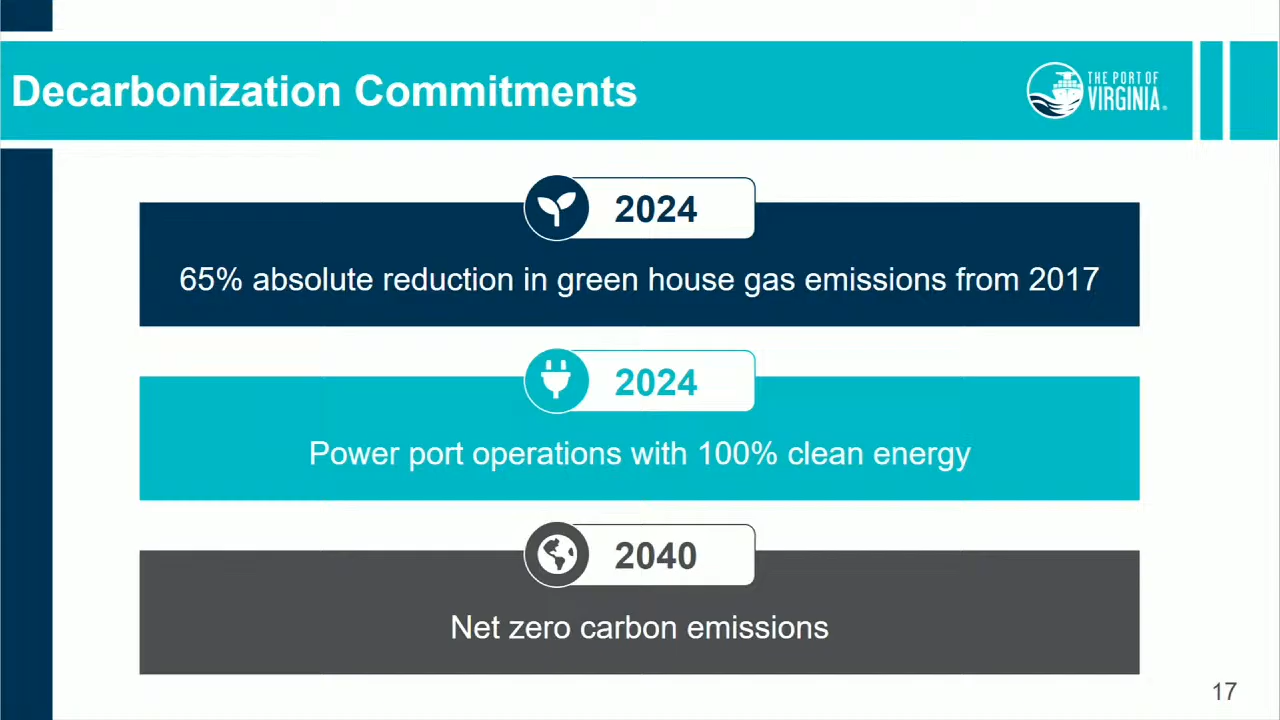 Decarbonization Commitments
THE PORT OF
VIRGINIA®
2024
65% absolute reduction in green house gas emissions from 2017
2024
Power port operations with 100% clean energy
2040
Net zero carbon emissions
17